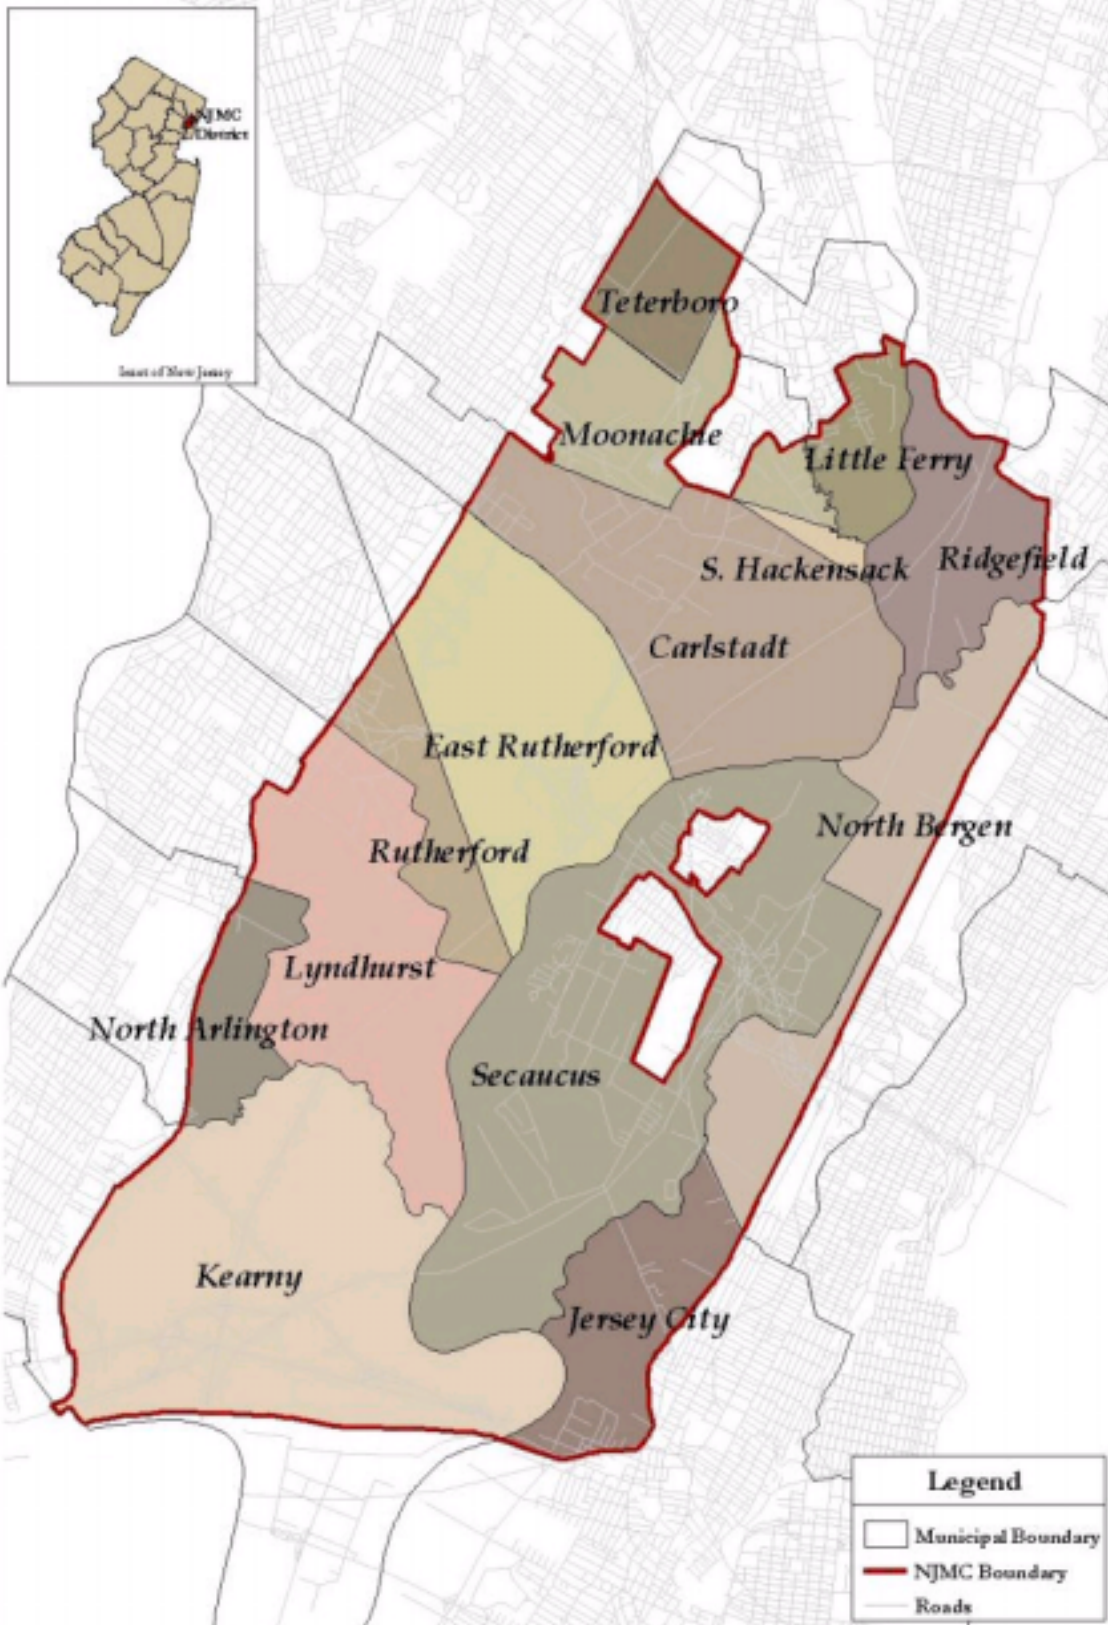 NJMC
District
Inset of New Jersey
Teterboro
Moonachie
Little Ferry
Ridgefield
S. Hackensack
Carlstadt
East Rutherford
North Bergen
Rutherford
Lyndhurst
North Arlington
Secaucus
Kearny
Jersey City
Legend
Municipal Boundary
NJMC Boundary
Roads